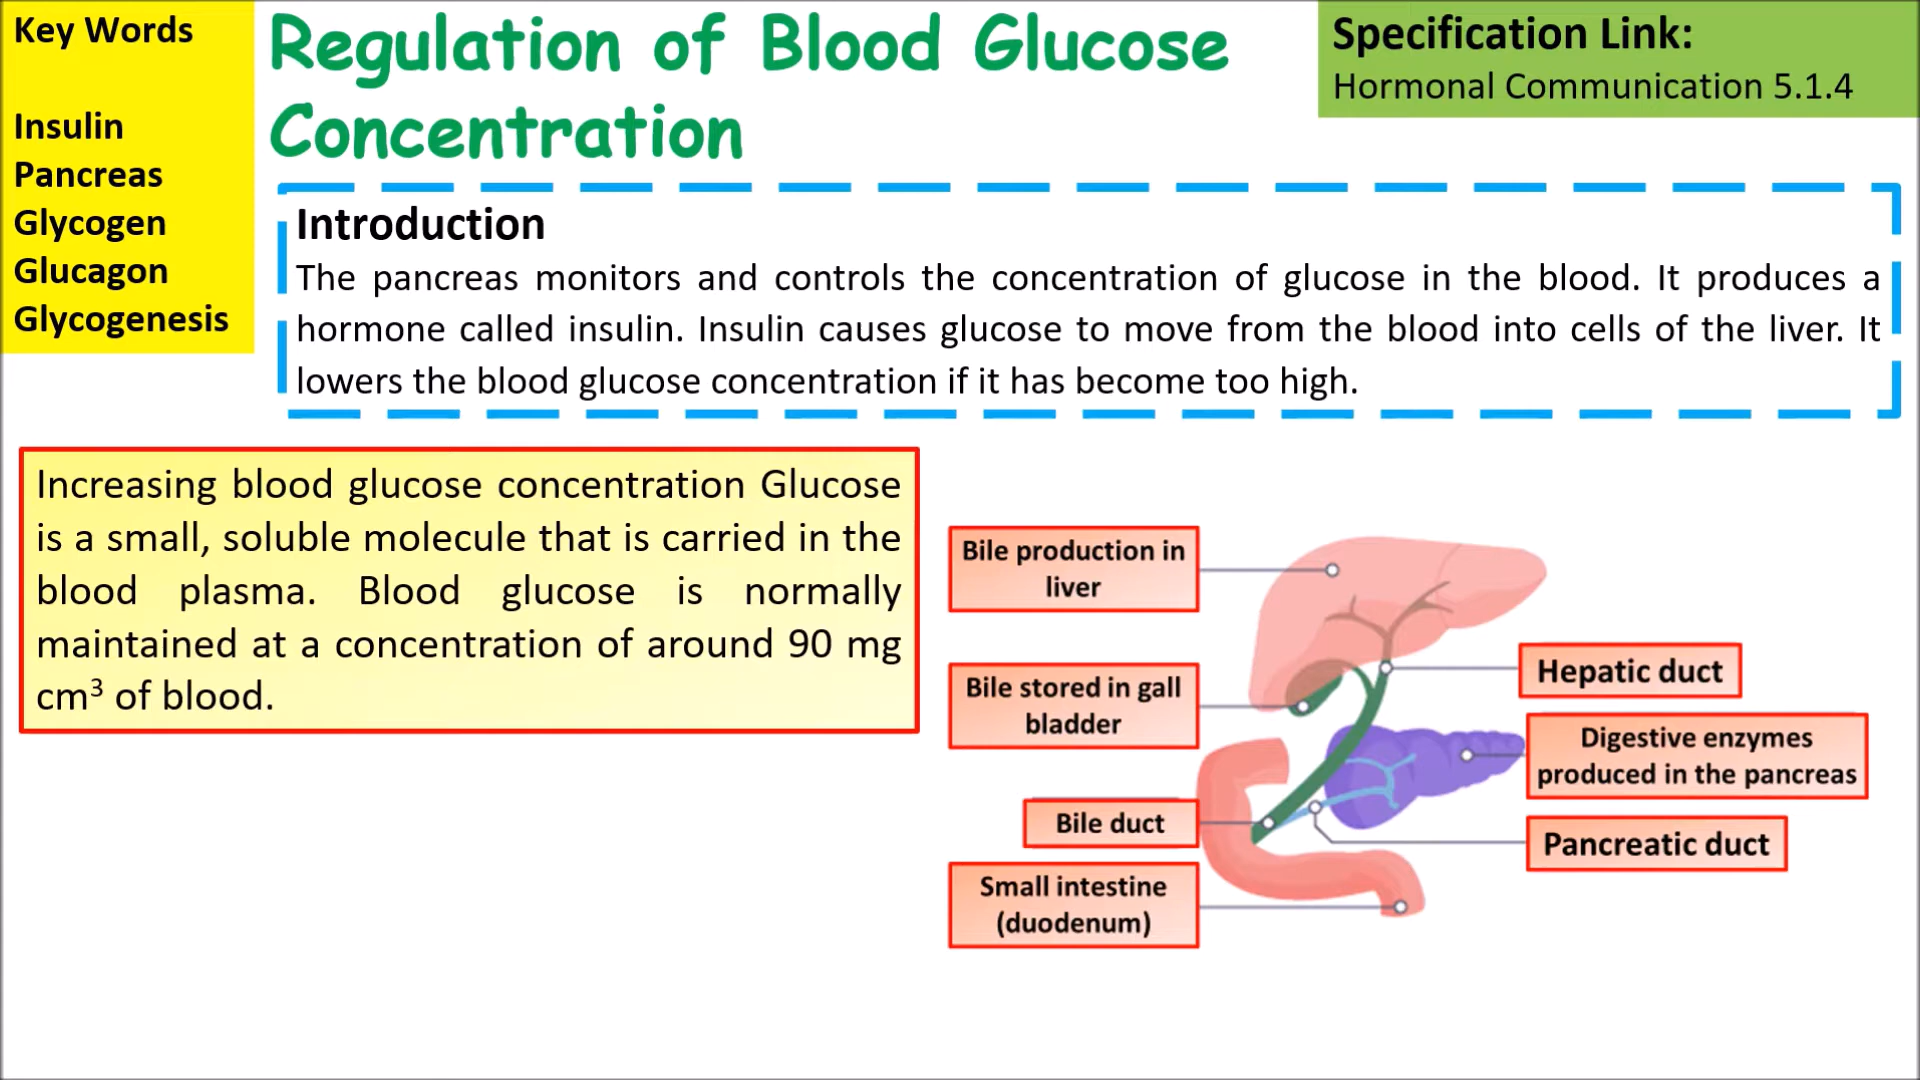 Key Words
Insulin
Pancreas
Glycogen
Glucagon
Glycogenesis
Regulation of Blood Glucose
Concentration
Specification Link:
Hormonal Communication 5.1.4
Introduction
The pancreas monitors and controls the concentration of glucose in the blood. It produces a
hormone called insulin. Insulin causes glucose to move from the blood into cells of the liver. It
lowers the blood glucose concentration if it has become too high.
Increasing blood glucose concentration Glucose
is a small, soluble molecule that is carried in the
blood plasma. Blood glucose is normally
maintained at a concentration of around 90 mg
cm³ of blood.
Bile production in
liver
Bile stored in gall
bladder
Bile duct
Small intestine
(duodenum)
Hepatic duct
Digestive enzymes
produced in the pancreas
Pancreatic duct